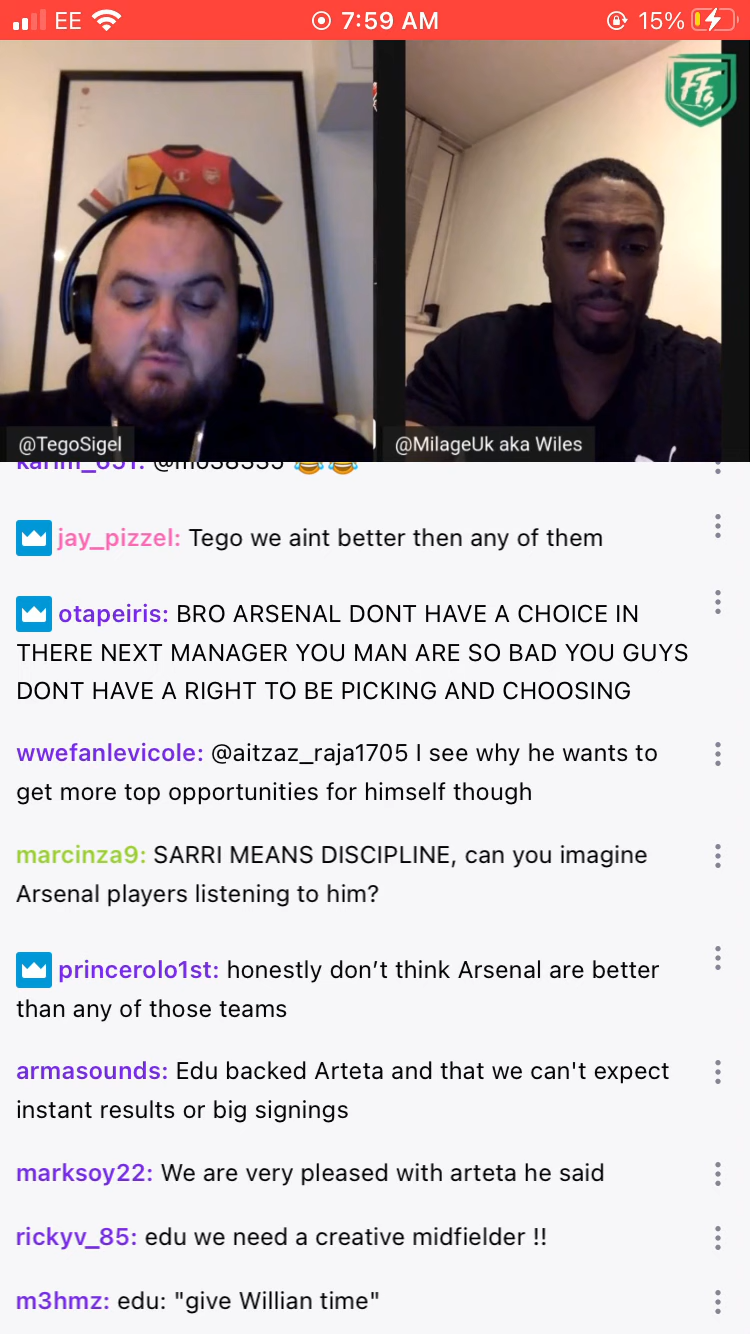 EE
7:59 AM
15%
FFs
@TegoSigel
@MilageUk aka Wiles
karim_651: @mo38335 😂😂
jay_pizzel: Tego we aint better then any of them
otapeiris: BRO ARSENAL DONT HAVE A CHOICE IN
THERE NEXT MANAGER YOU MAN ARE SO BAD YOU GUYS
DONT HAVE A RIGHT TO BE PICKING AND CHOOSING
wwefanlevicole: @aitzaz_raja1705 I see why he wants to
get more top opportunities for himself though
marcinza9: SARRI MEANS DISCIPLINE, can you imagine
Arsenal players listening to him?
princerolo1st: honestly don’t think Arsenal are better
than any of those teams
armasounds: Edu backed Arteta and that we can't expect
instant results or big signings
marksoy22: We are very pleased with arteta he said
rickyv_85: edu we need a creative midfielder !!
m3hmz: edu: "give Willian time"